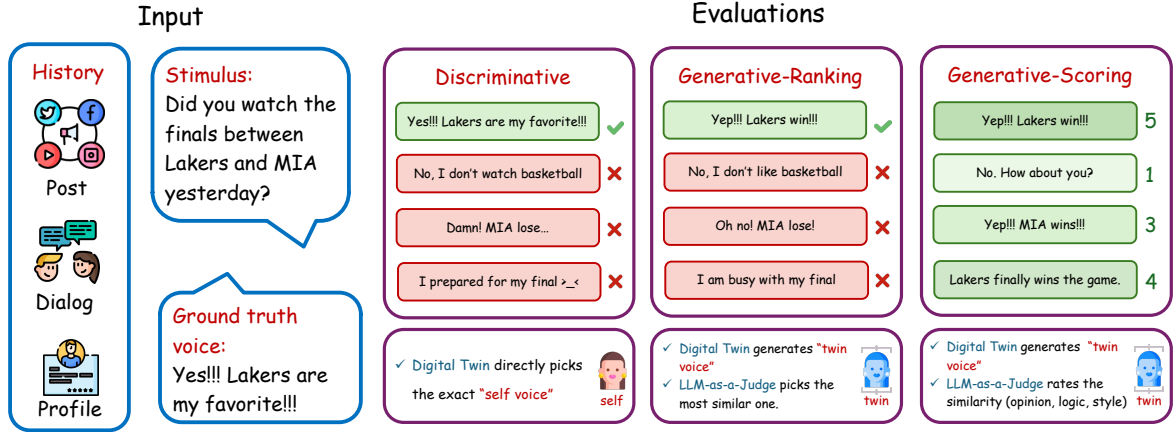 Input
Evaluations
History
Post
Dialog
Profile
Stimulus:
Did you watch the
finals between
Lakers and MIA
yesterday?
Ground truth
voice:
Yes!!! Lakers are
my favorite!!!
Discriminative
Yes!!! Lakers are my favorite!!!
No, I don't watch basketball
Damn! MIA lose...
I prepared for my final >_<
✓ Digital Twin directly picks
the exact “self voice”
self
Generative-Ranking
Yep!!! Lakers win!!!
No, I don't like basketball
Oh no! MIA lose!
I am busy with my final
✓ Digital Twin generates “twin
voice”
✓ LLM-as-a-Judge picks the
most similar one.
twin
Generative-Scoring
Yep!!! Lakers win!!! 5
No. How about you? 1
Yep!!! MIA wins!!! 3
Lakers finally wins the game. 4
✓ Digital Twin generates “twin
voice”
✓ LLM-as-a-Judge rates the
similarity (opinion, logic, style)
twin